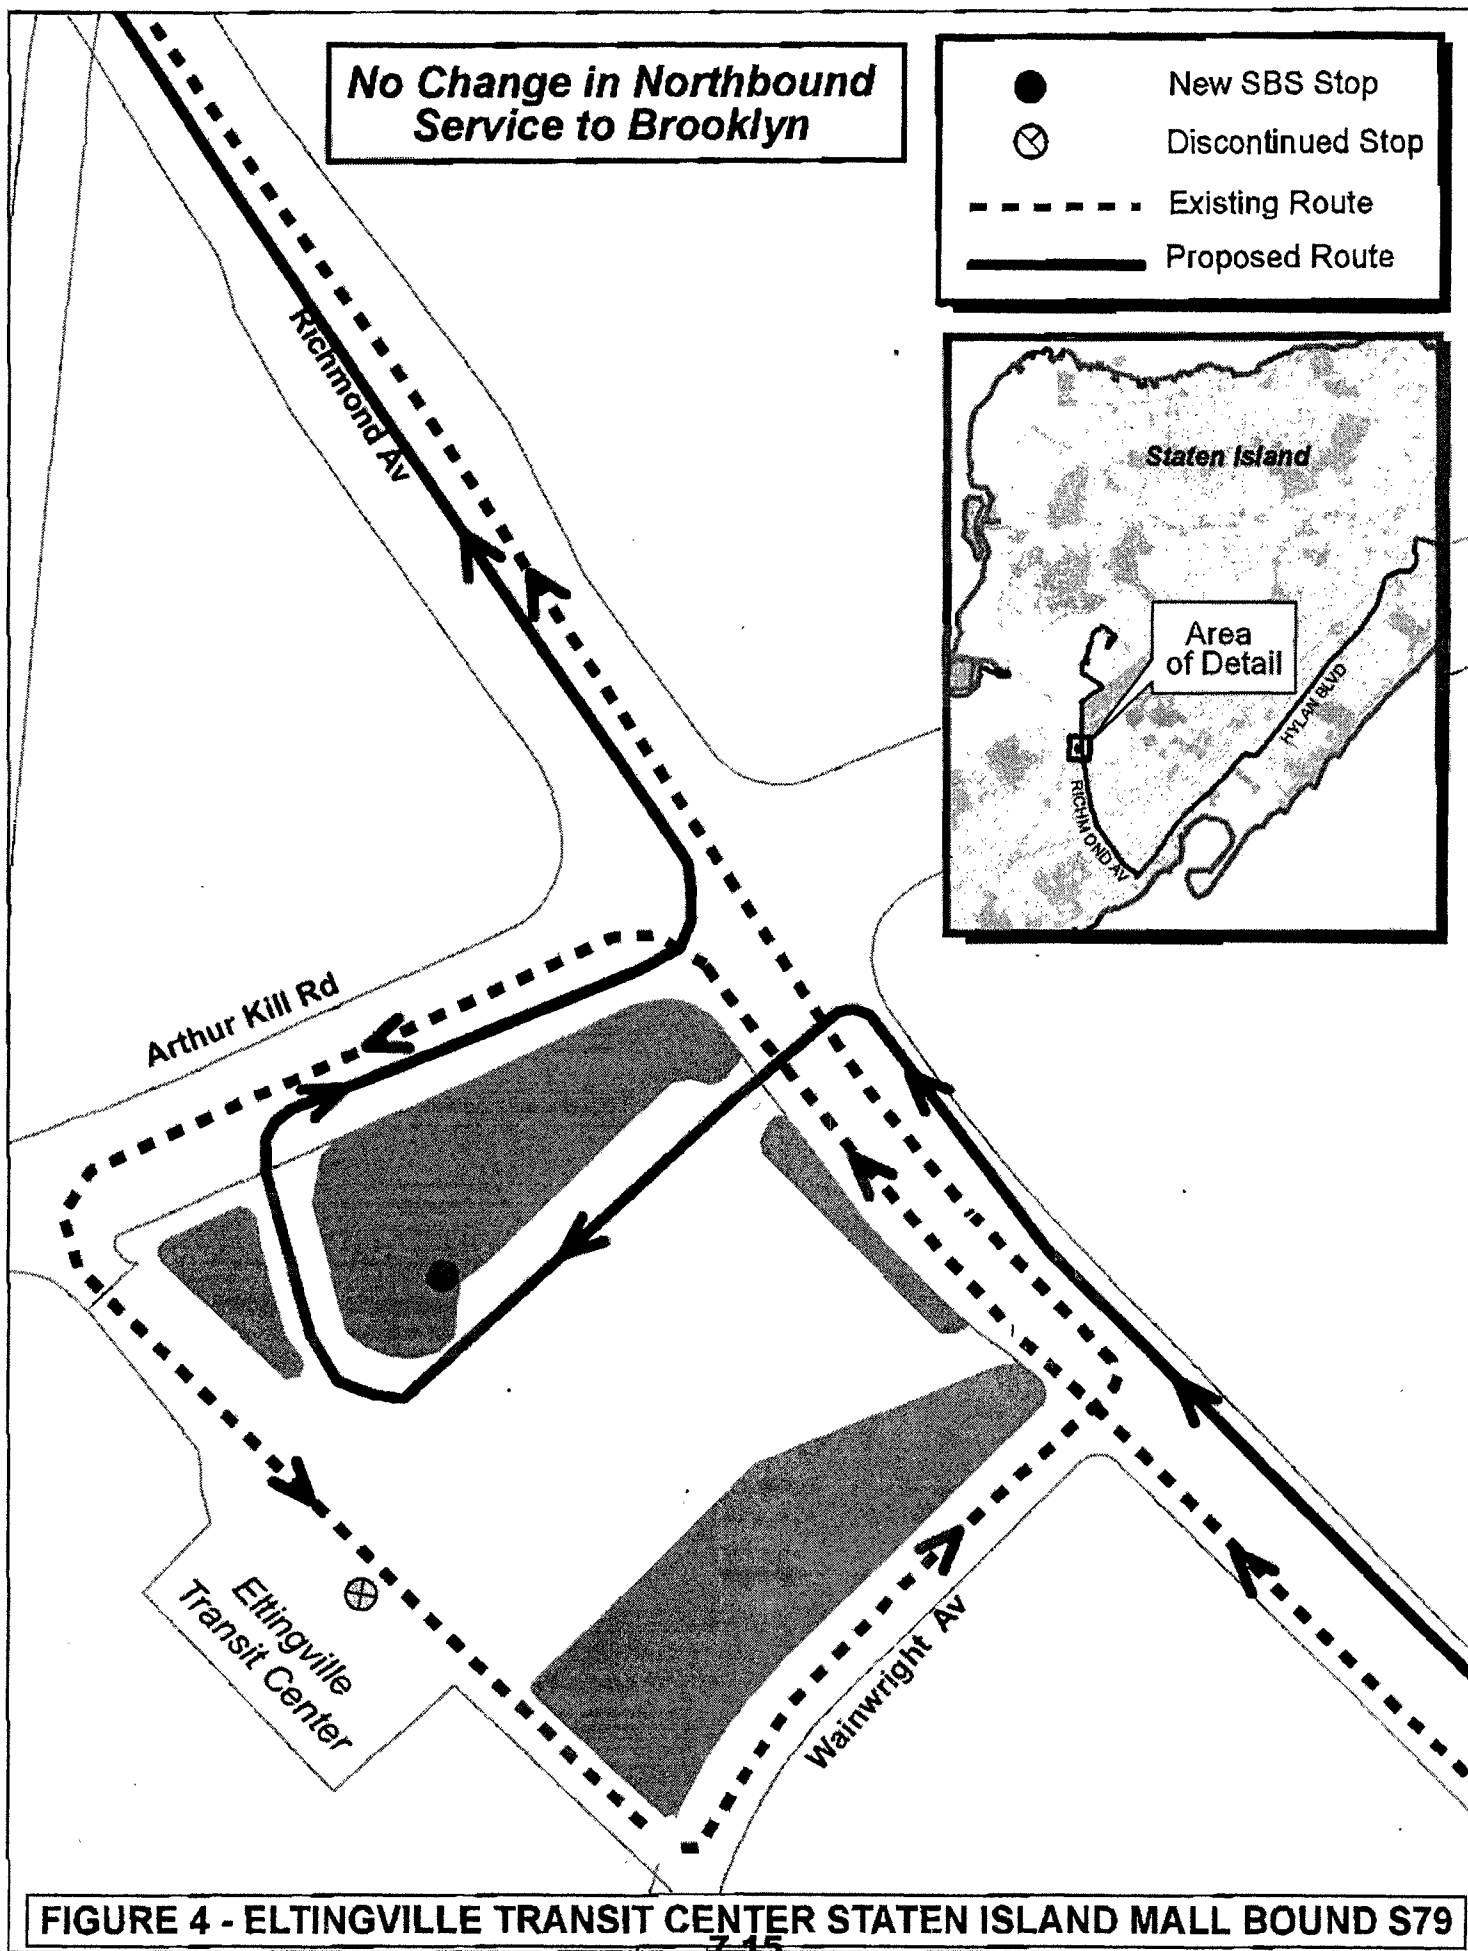 No Change in Northbound
Service to Brooklyn
New SBS Stop
Discontinued Stop
Existing Route
Proposed Route
Staten Island
Area
of Detail
HYLAN BLVD
RICHMOND AV
Richmond Av
Arthur Kill Rd
Eltingville
Transit Center
Wainwright Av
FIGURE 4 - ELTINGVILLE TRANSIT CENTER STATEN ISLAND MALL BOUND S79
7.15